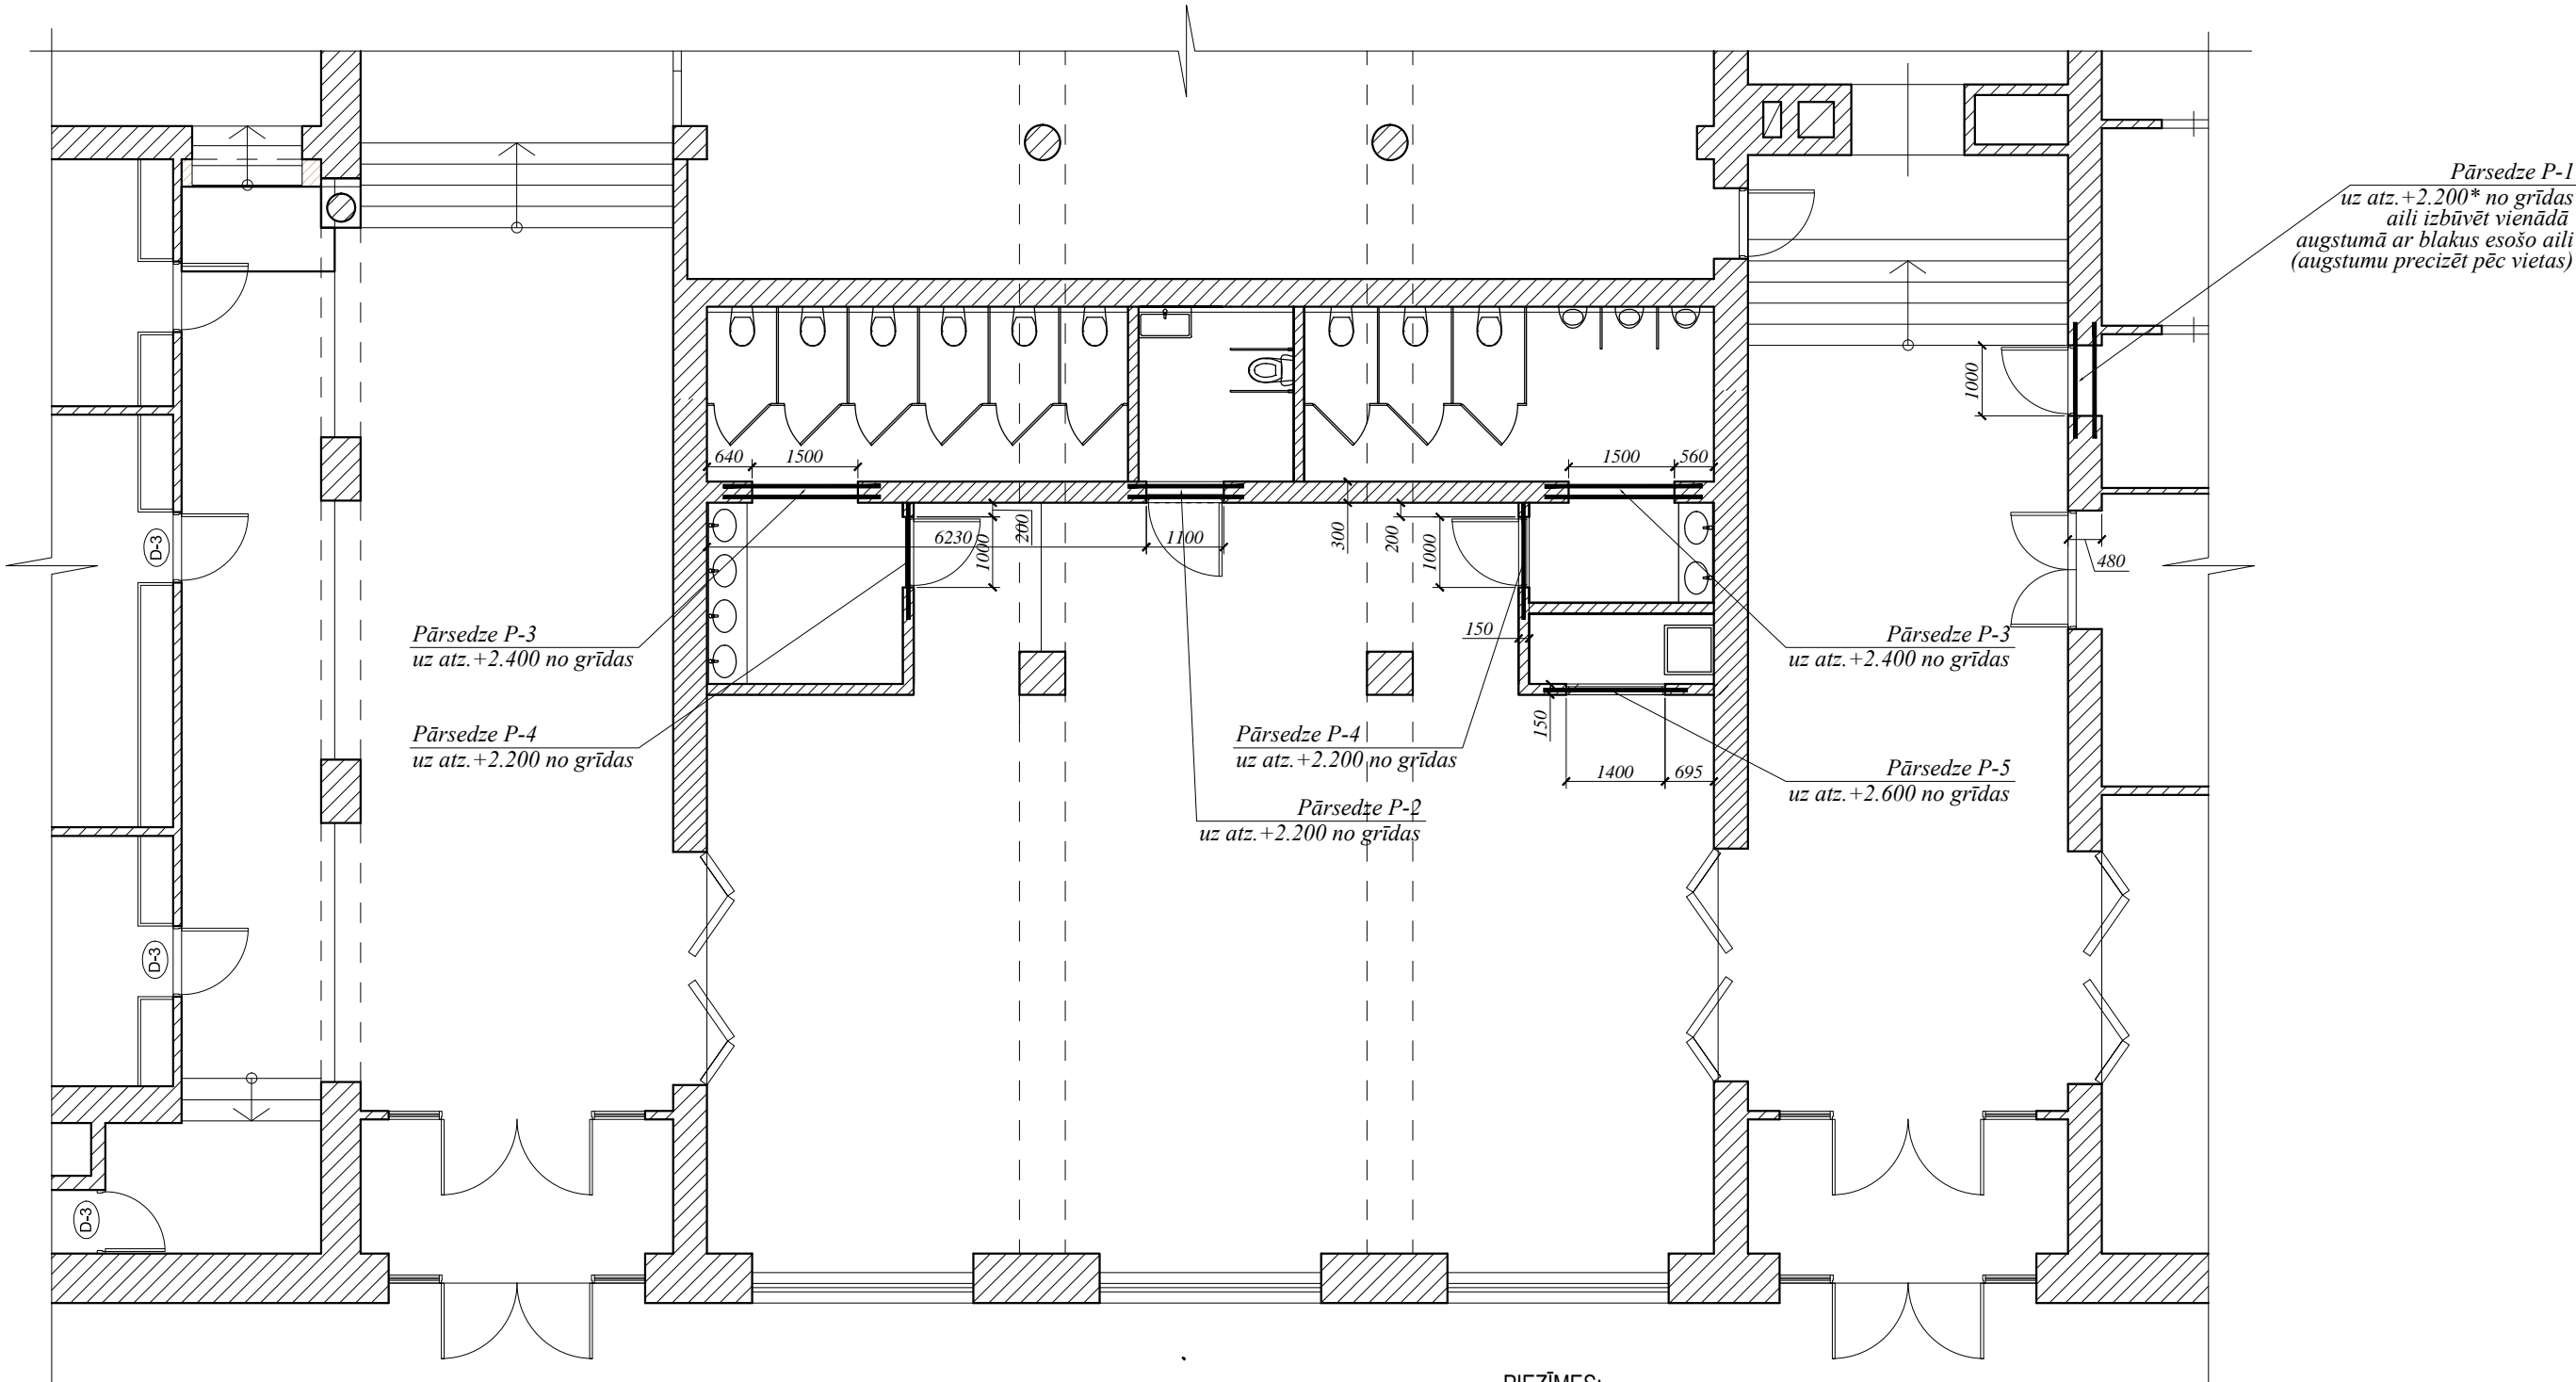 Pārsedze P-1
uz atz.+2.200* no grīdas
aili izbūvēt vienādā
augstumā ar blakus esošo aili
(augstumu precizēt pēc vietas)
1000
640
1500
1500
560
D-3
6230
1000
200
1100
300
200
1000
480
Pārsedze P-3
uz atz.+2.400 no grīdas
150
Pārsedze P-3
uz atz.+2.400 no grīdas
Pārsedze P-4
uz atz.+2.200 no grīdas
Pārsedze P-4
uz atz.+2.200 no grīdas
150
1400
695
Pārsedze P-5
uz atz.+2.600 no grīdas
Pārsedze P-2
uz atz.+2.200 no grīdas
D-3
D-3
PIEZĪMES: